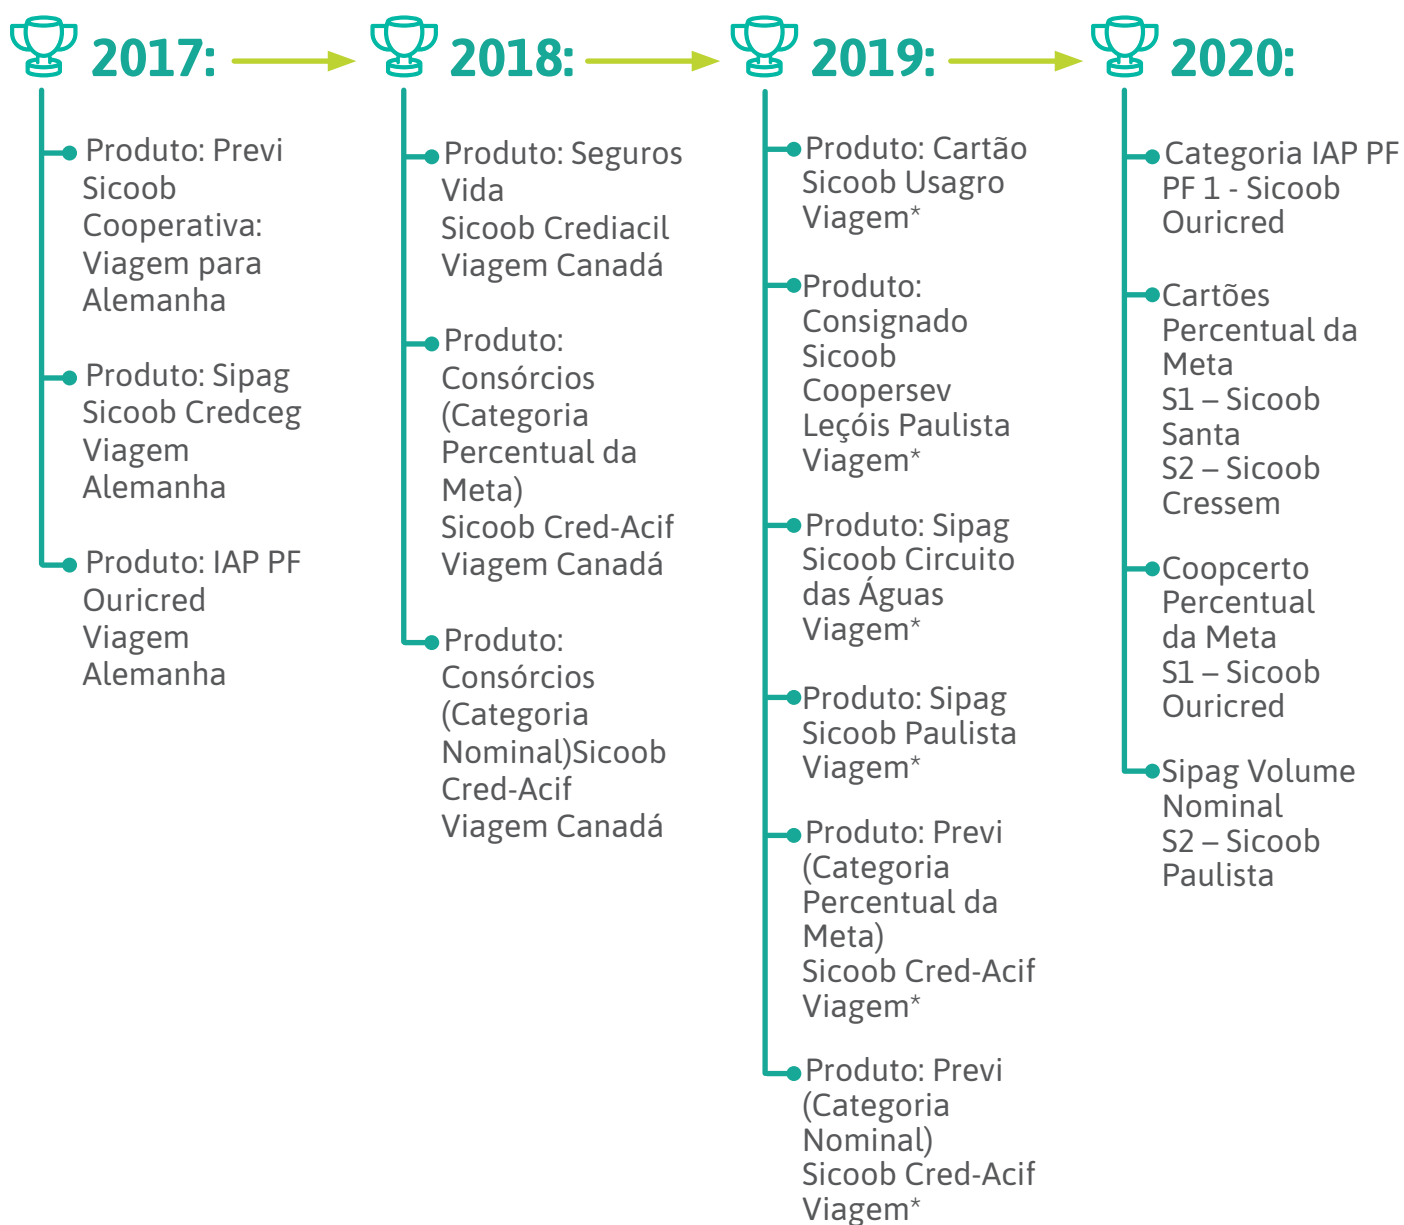 2017:
Produto: Previ
Sicoob
Cooperativa:
Viagem para
Alemanha
Produto: Sipag
Sicoob Credceg
Viagem
Alemanha
Produto: IAP PF
Ouricred
Viagem
Alemanha
2018:
Produto: Seguros
Vida
Sicoob Crediacil
Viagem Canadá
Produto:
Consórcios
(Categoria
Percentual da
Meta)
Sicoob Cred-Acif
Viagem Canadá
Produto:
Consórcios
(Categoria
Nominal)Sicoob
Cred-Acif
Viagem Canadá
2019:
Produto: Cartão
Sicoob Usagro
Viagem*
Produto:
Consignado
Sicoob
Coopersev
Leçóis Paulista
Viagem*
Produto: Sipag
Sicoob Circuito
das Águas
Viagem*
Produto: Sipag
Sicoob Paulista
Viagem*
Produto: Previ
(Categoria
Percentual da
Meta)
Sicoob Cred-Acif
Viagem*
Produto: Previ
(Categoria
Nominal)
Sicoob Cred-Acif
Viagem*
2020:
Categoria IAP PF
PF 1 - Sicoob
Ouricred
Cartões
Percentual da
Meta
S1 – Sicoob
Santa
S2 – Sicoob
Cressem
Coopcerto
Percentual
da Meta
S1 – Sicoob
Ouricred
Sipag Volume
Nominal
S2 – Sicoob
Paulista